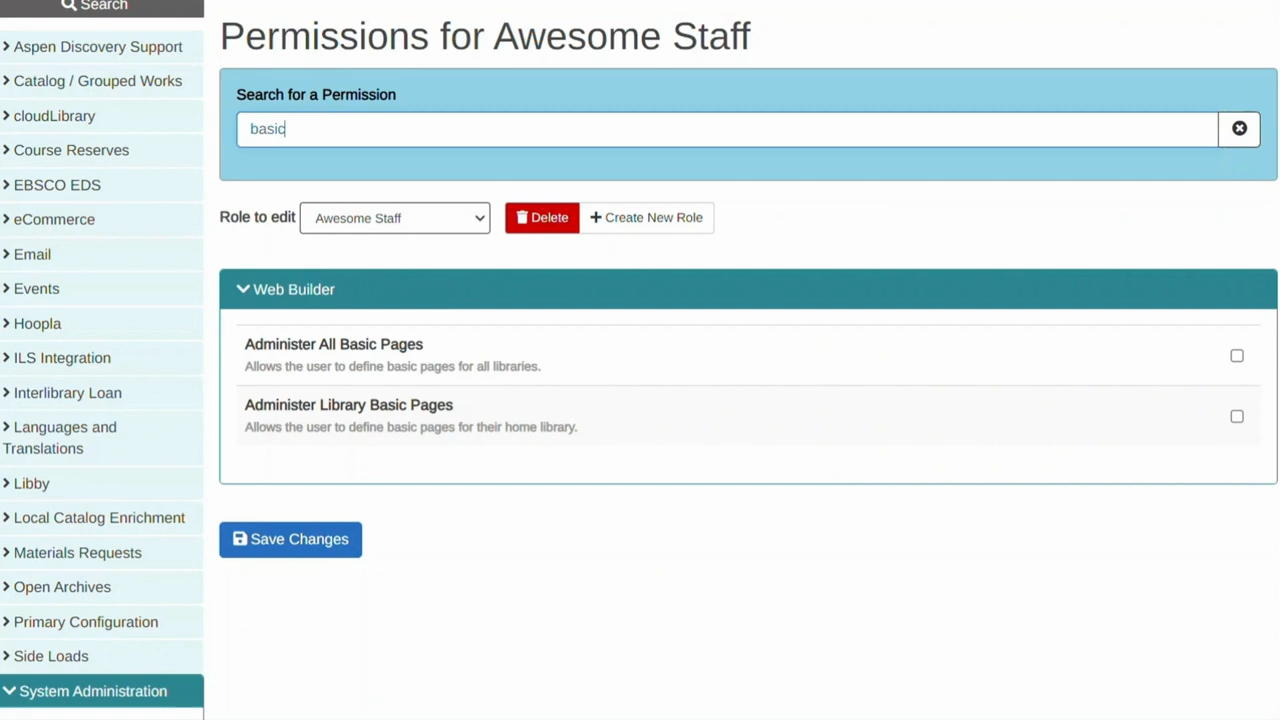 Search
Aspen Discovery Support
Catalog / Grouped Works
cloudLibrary
Course Reserves
EBSCO EDS
eCommerce
Email
Events
Hoopla
ILS Integration
Interlibrary Loan
Languages and
Translations
Libby
Local Catalog Enrichment
Materials Requests
Open Archives
Primary Configuration
Side Loads
System Administration
Permissions for Awesome Staff
Search for a Permission
basic
Role to edit Awesome Staff Delete Create New Role
Web Builder
Administer All Basic Pages
Allows the user to define basic pages for all libraries.
Administer Library Basic Pages
Allows the user to define basic pages for their home library.
Save Changes